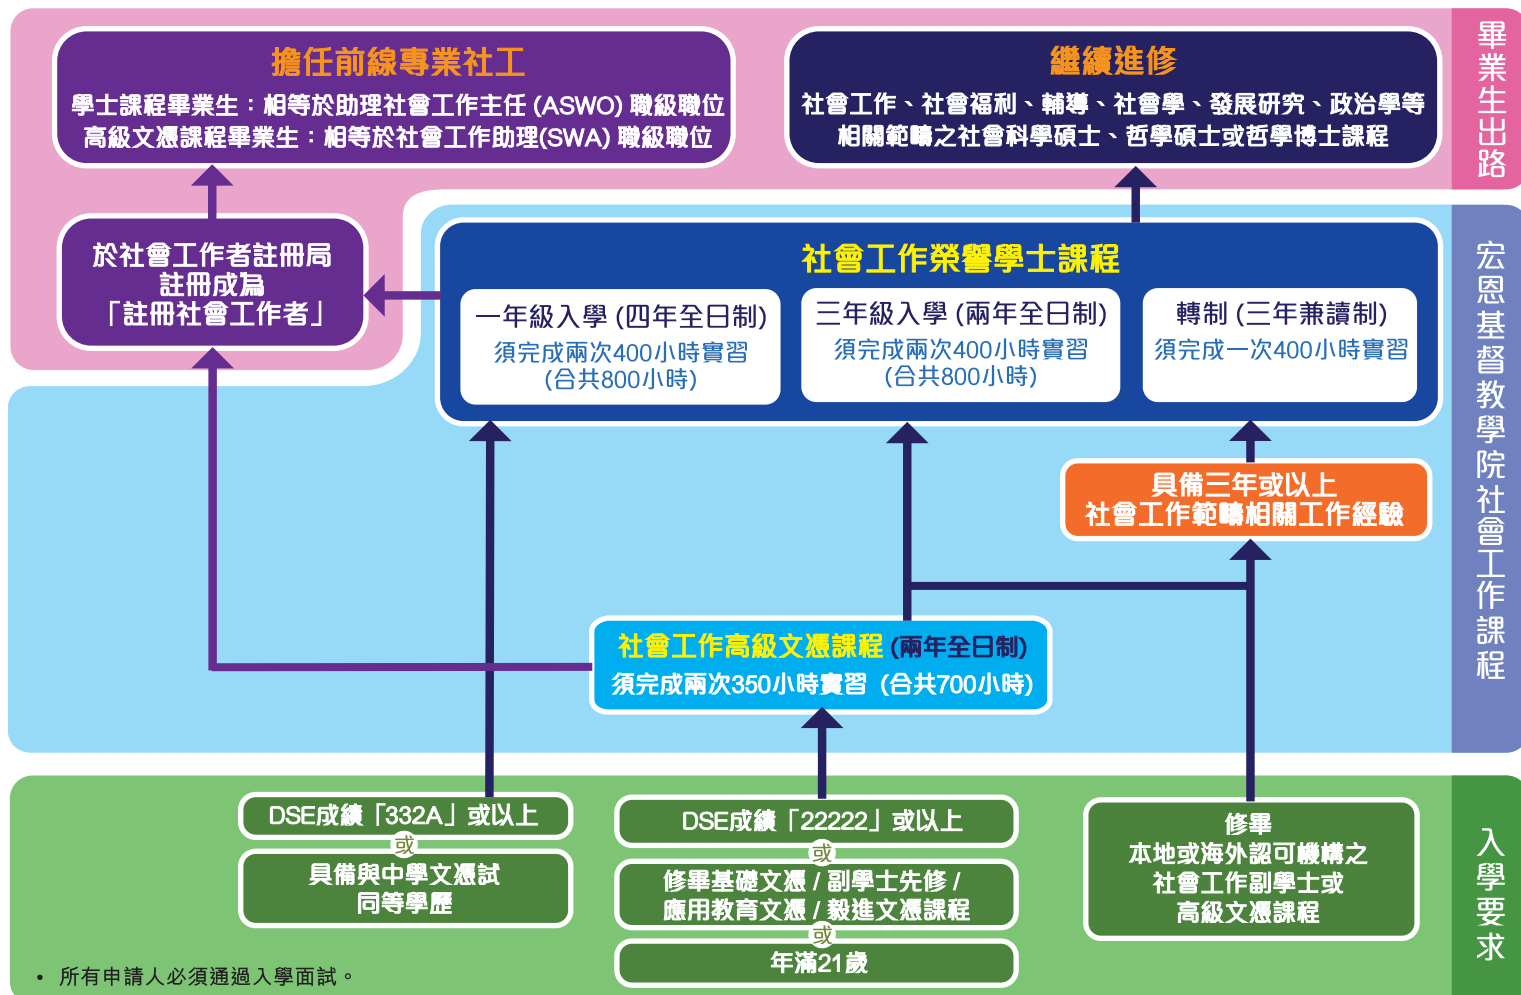 擔任前線專業社工
學士課程畢業生：相等於助理社會工作主任 (ASWO) 職級職位
高級文憑課程畢業生：相等於社會工作助理(SWA) 職級職位
繼續進修
社會工作、社會福利、輔導、社會學、發展研究、政治學等
相關範疇之社會科學碩士、哲學碩士或哲學博士課程
畢業生出路
於社會工作者註冊局
註冊成為
「註冊社會工作者」
社會工作榮譽學士課程
一年級入學 (四年全日制)
須完成兩次400小時實習
(合共800小時)
三年級入學 (兩年全日制)
須完成兩次400小時實習
(合共800小時)
轉制 (三年兼讀制)
須完成一次400小時實習
宏恩基督教學院社會工作課程
具備三年或以上
社會工作範疇相關工作經驗
社會工作高級文憑課程 (兩年全日制)
須完成兩次350小時實習 (合共700小時)
DSE成績「332A」或以上
或
具備與中學文憑試
同等學歷
DSE成績「22222」或以上
或
修畢基礎文憑 / 副學士先修 /
應用教育文憑 / 毅進文憑課程
或
年滿21歲
修畢
本地或海外認可機構之
社會工作副學士或
高級文憑課程
入學要求
• 所有申請人必須通過入學面試。